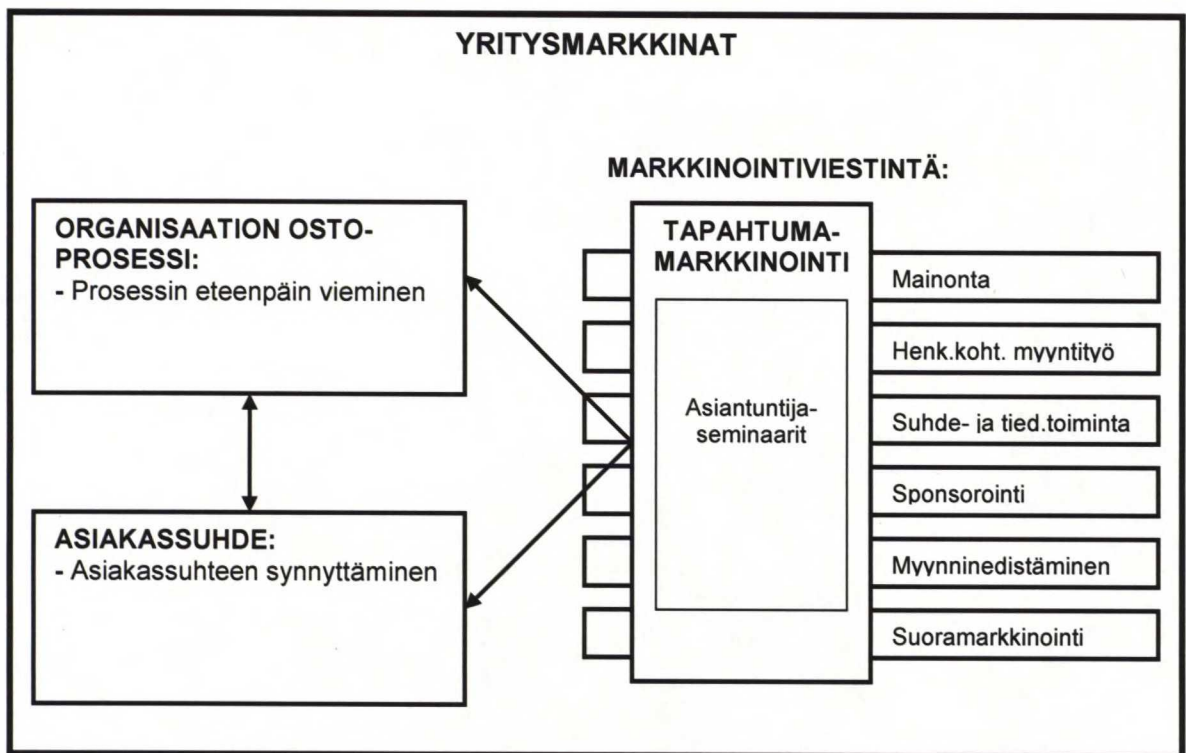 YRITYSMARKKINAT
ORGANISAATION OSTO-
PROSESSI:
- Prosessin eteenpäin vieminen
ASIAKASSUHDE:
- Asiakassuhteen synnyttäminen
MARKKINOINTIVIESTINTÄ:
TAPAHTUMA-
MARKKINOINTI
Asiantuntija-
seminaarit
Mainonta
Henk.koht. myyntityö
Suhde- ja tied.toiminta
Sponsorointi
Myynninedistäminen
Suoramarkkinointi